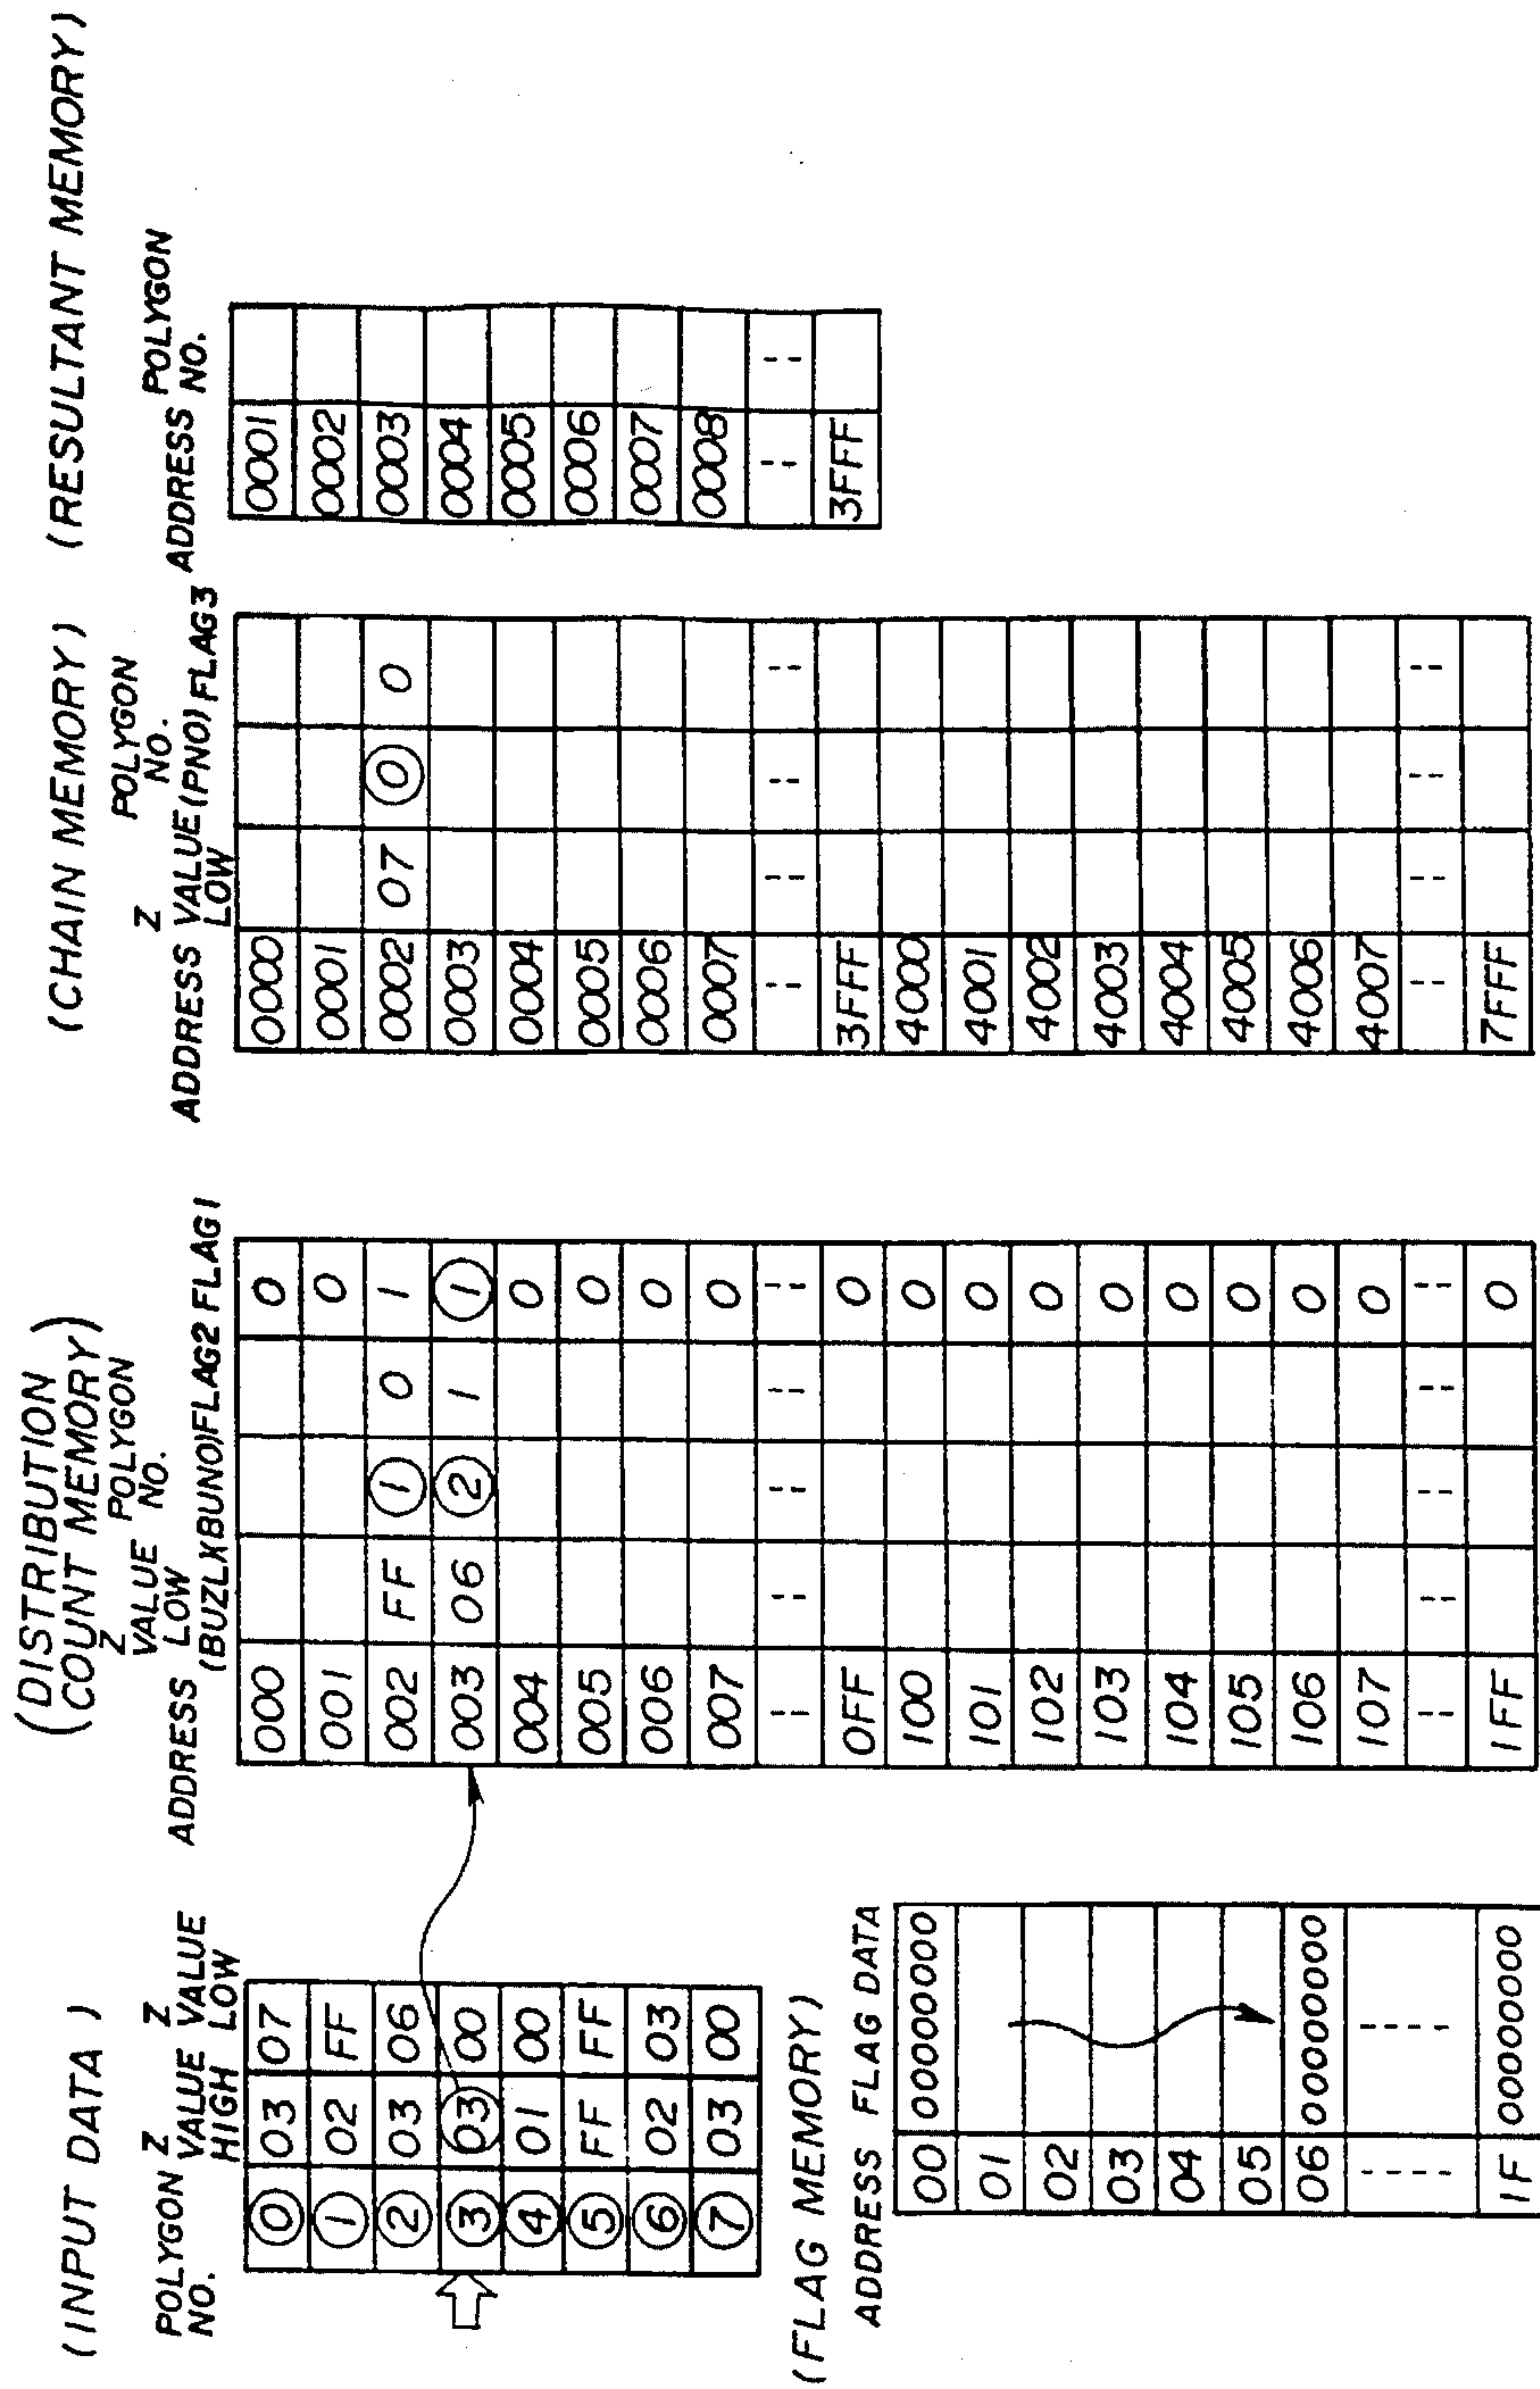 (INPUT DATA)
POLYGON NO. Z VALUE HIGH Z VALUE LOW
0 03 07
1 02 FF
2 03 06
3 03 00
4 01 00
5 FF FF
6 02 03
7 03 00
(FLAG MEMORY)
ADDRESS FLAG DATA
00 00000000
01
02
03
04
05
06 00000000
---- ----
1F 00000000
(DISTRIBUTION COUNT MEMORY)
ADDRESS Z VALUE LOW (BUZL) POLYGON NO. (BUNO) FLAG2 FLAG1
000 0
001 0
002 FF 1 0 1
003 06 2 1 1
004 0
005 0
006 0
007 0
-- -- -- -- --
0FF 0
100 0
101 0
102 0
103 0
104 0
105 0
106 0
107 0
-- -- -- -- --
1FF 0
(CHAIN MEMORY)
ADDRESS Z VALUE LOW POLYGON NO. (PNO) FLAG3
0000
0001
0002 07 0 0
0003
0004
0005
0006
0007
-- -- -- --
3FFF
4000
4001
4002
4003
4004
4005
4006
4007
-- -- -- --
7FFF
(RESULTANT MEMORY)
ADDRESS POLYGON NO.
0001
0002
0003
0004
0005
0006
0007
0008
-- --
3FFF